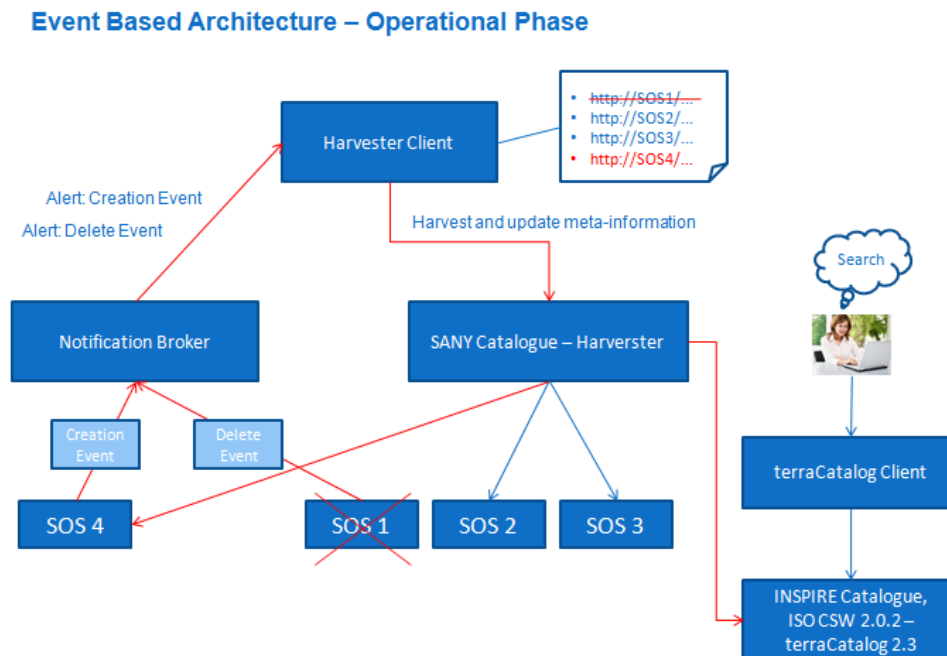 Event Based Architecture – Operational Phase
• http://SOS1/...
• http://SOS2/...
• http://SOS3/...
• http://SOS4/...
Harvester Client
Alert: Creation Event
Alert: Delete Event
Harvest and update meta-information
Search
Notification Broker
SANY Catalogue – Harverster
Creation
Event
Delete
Event
terraCatalog Client
SOS 4
SOS 1
SOS 2
SOS 3
INSPIRE Catalogue,
ISO CSW 2.0.2 –
terraCatalog 2.3